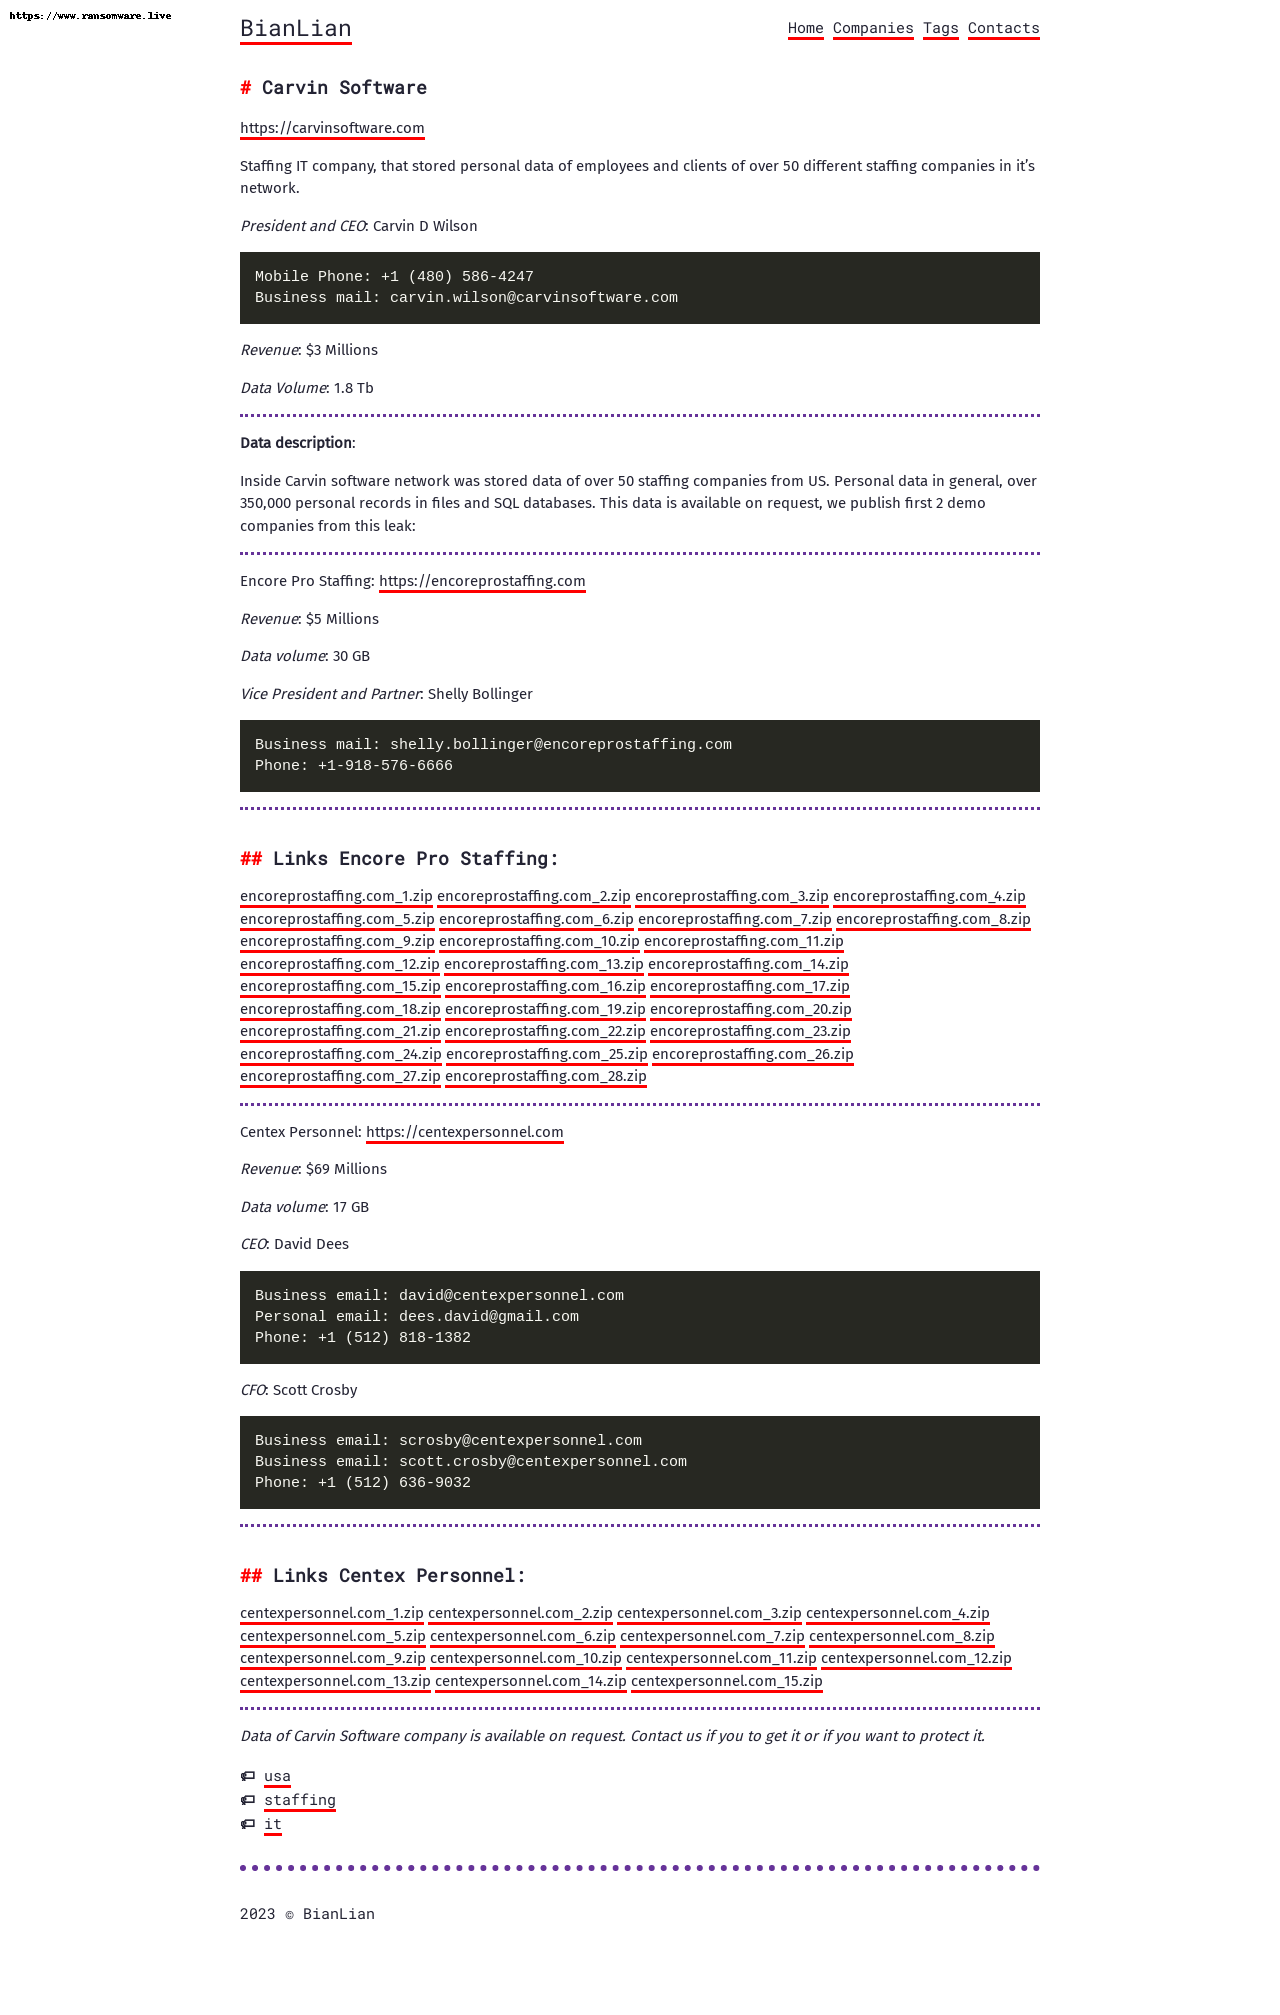 https://www.ransomware.live
BianLian
Home Companies Tags Contacts
# Carvin Software
https://carvinsoftware.com
Staffing IT company, that stored personal data of employees and clients of over 50 different staffing companies in it’s
network.
President and CEO: Carvin D Wilson
Mobile Phone: +1 (480) 586-4247
Business mail: carvin.wilson@carvinsoftware.com
Revenue: $3 Millions
Data Volume: 1.8 Tb
Data description:
Inside Carvin software network was stored data of over 50 staffing companies from US. Personal data in general, over
350,000 personal records in files and SQL databases. This data is available on request, we publish first 2 demo
companies from this leak:
Encore Pro Staffing: https://encoreprostaffing.com
Revenue: $5 Millions
Data volume: 30 GB
Vice President and Partner: Shelly Bollinger
Business mail: shelly.bollinger@encoreprostaffing.com
Phone: +1-918-576-6666
## Links Encore Pro Staffing:
encoreprostaffing.com_1.zip encoreprostaffing.com_2.zip encoreprostaffing.com_3.zip encoreprostaffing.com_4.zip
encoreprostaffing.com_5.zip encoreprostaffing.com_6.zip encoreprostaffing.com_7.zip encoreprostaffing.com_8.zip
encoreprostaffing.com_9.zip encoreprostaffing.com_10.zip encoreprostaffing.com_11.zip
encoreprostaffing.com_12.zip encoreprostaffing.com_13.zip encoreprostaffing.com_14.zip
encoreprostaffing.com_15.zip encoreprostaffing.com_16.zip encoreprostaffing.com_17.zip
encoreprostaffing.com_18.zip encoreprostaffing.com_19.zip encoreprostaffing.com_20.zip
encoreprostaffing.com_21.zip encoreprostaffing.com_22.zip encoreprostaffing.com_23.zip
encoreprostaffing.com_24.zip encoreprostaffing.com_25.zip encoreprostaffing.com_26.zip
encoreprostaffing.com_27.zip encoreprostaffing.com_28.zip
Centex Personnel: https://centexpersonnel.com
Revenue: $69 Millions
Data volume: 17 GB
CEO: David Dees
Business email: david@centexpersonnel.com
Personal email: dees.david@gmail.com
Phone: +1 (512) 818-1382
CFO: Scott Crosby
Business email: scrosby@centexpersonnel.com
Business email: scott.crosby@centexpersonnel.com
Phone: +1 (512) 636-9032
## Links Centex Personnel:
centexpersonnel.com_1.zip centexpersonnel.com_2.zip centexpersonnel.com_3.zip centexpersonnel.com_4.zip
centexpersonnel.com_5.zip centexpersonnel.com_6.zip centexpersonnel.com_7.zip centexpersonnel.com_8.zip
centexpersonnel.com_9.zip centexpersonnel.com_10.zip centexpersonnel.com_11.zip centexpersonnel.com_12.zip
centexpersonnel.com_13.zip centexpersonnel.com_14.zip centexpersonnel.com_15.zip
Data of Carvin Software company is available on request. Contact us if you to get it or if you want to protect it.
usa
staffing
it
2023 © BianLian